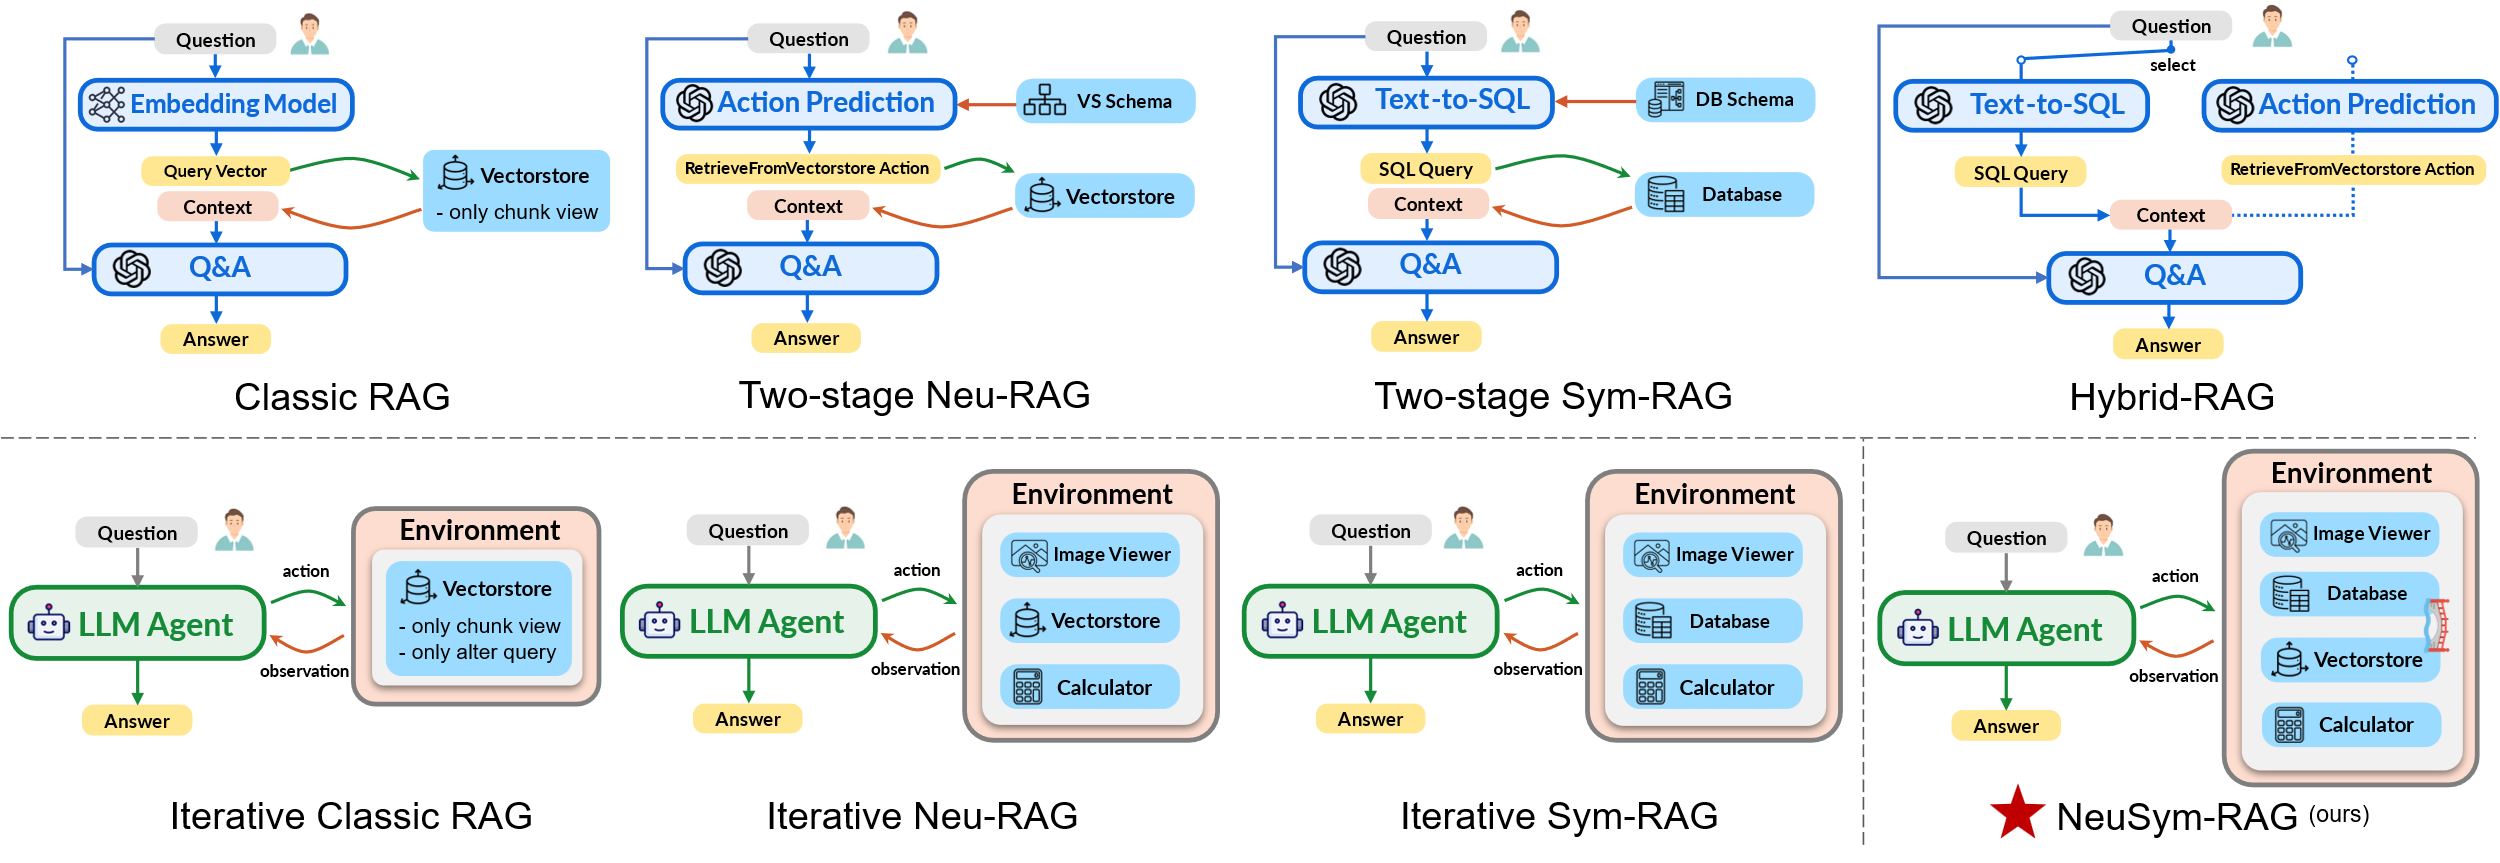 Question
Embedding Model
Query Vector
Context
Vectorstore
- only chunk view
Q&A
Answer
Classic RAG
Question
Action Prediction
VS Schema
RetrieveFromVectorstore Action
Context
Vectorstore
Q&A
Answer
Two-stage Neu-RAG
Question
Text-to-SQL
DB Schema
SQL Query
Context
Database
Q&A
Answer
Two-stage Sym-RAG
Question
select
Text-to-SQL
Action Prediction
SQL Query
RetrieveFromVectorstore Action
Context
Q&A
Answer
Hybrid-RAG
Question
LLM Agent
action
observation
Answer
Environment
Vectorstore
- only chunk view
- only alter query
Iterative Classic RAG
Question
LLM Agent
action
observation
Answer
Environment
Image Viewer
Vectorstore
Calculator
Iterative Neu-RAG
Question
LLM Agent
action
observation
Answer
Environment
Image Viewer
Database
Calculator
Iterative Sym-RAG
Question
LLM Agent
action
observation
Answer
Environment
Image Viewer
Database
Vectorstore
Calculator
NeuSym-RAG (ours)